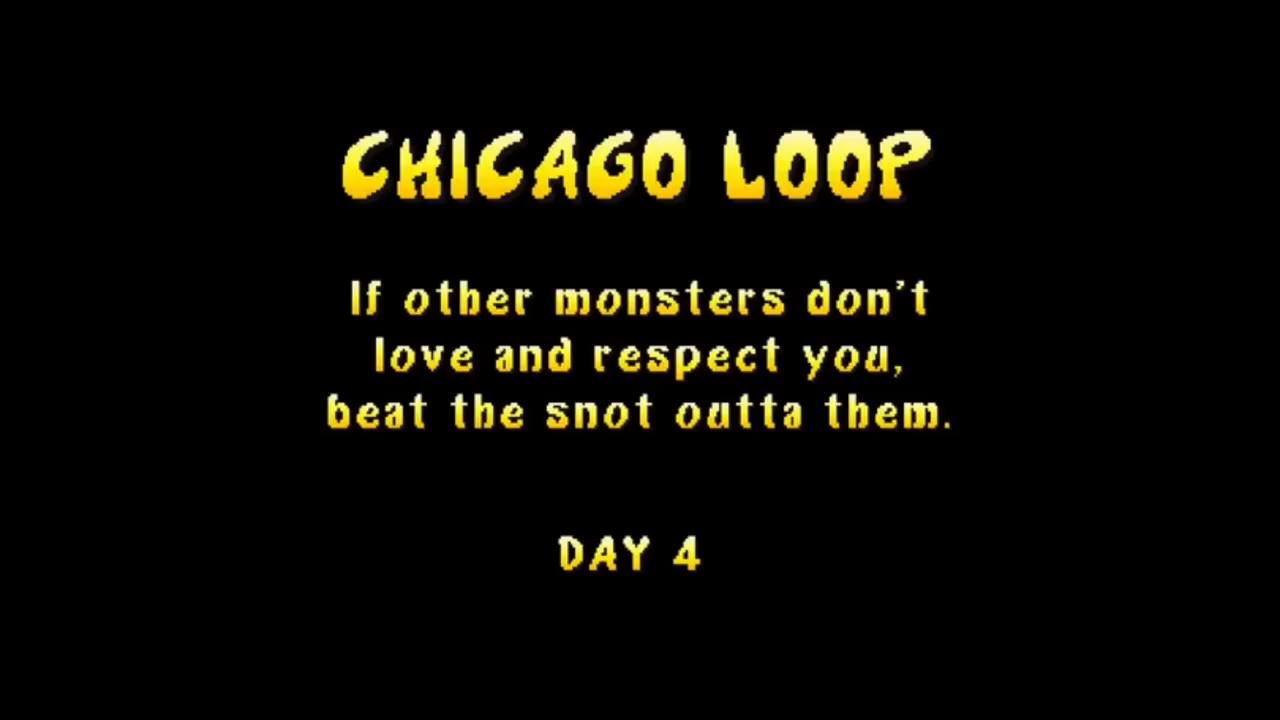 CHICAGO LOOP
If other monsters don't
love and respect you,
beat the snot outta them.
DAY 4